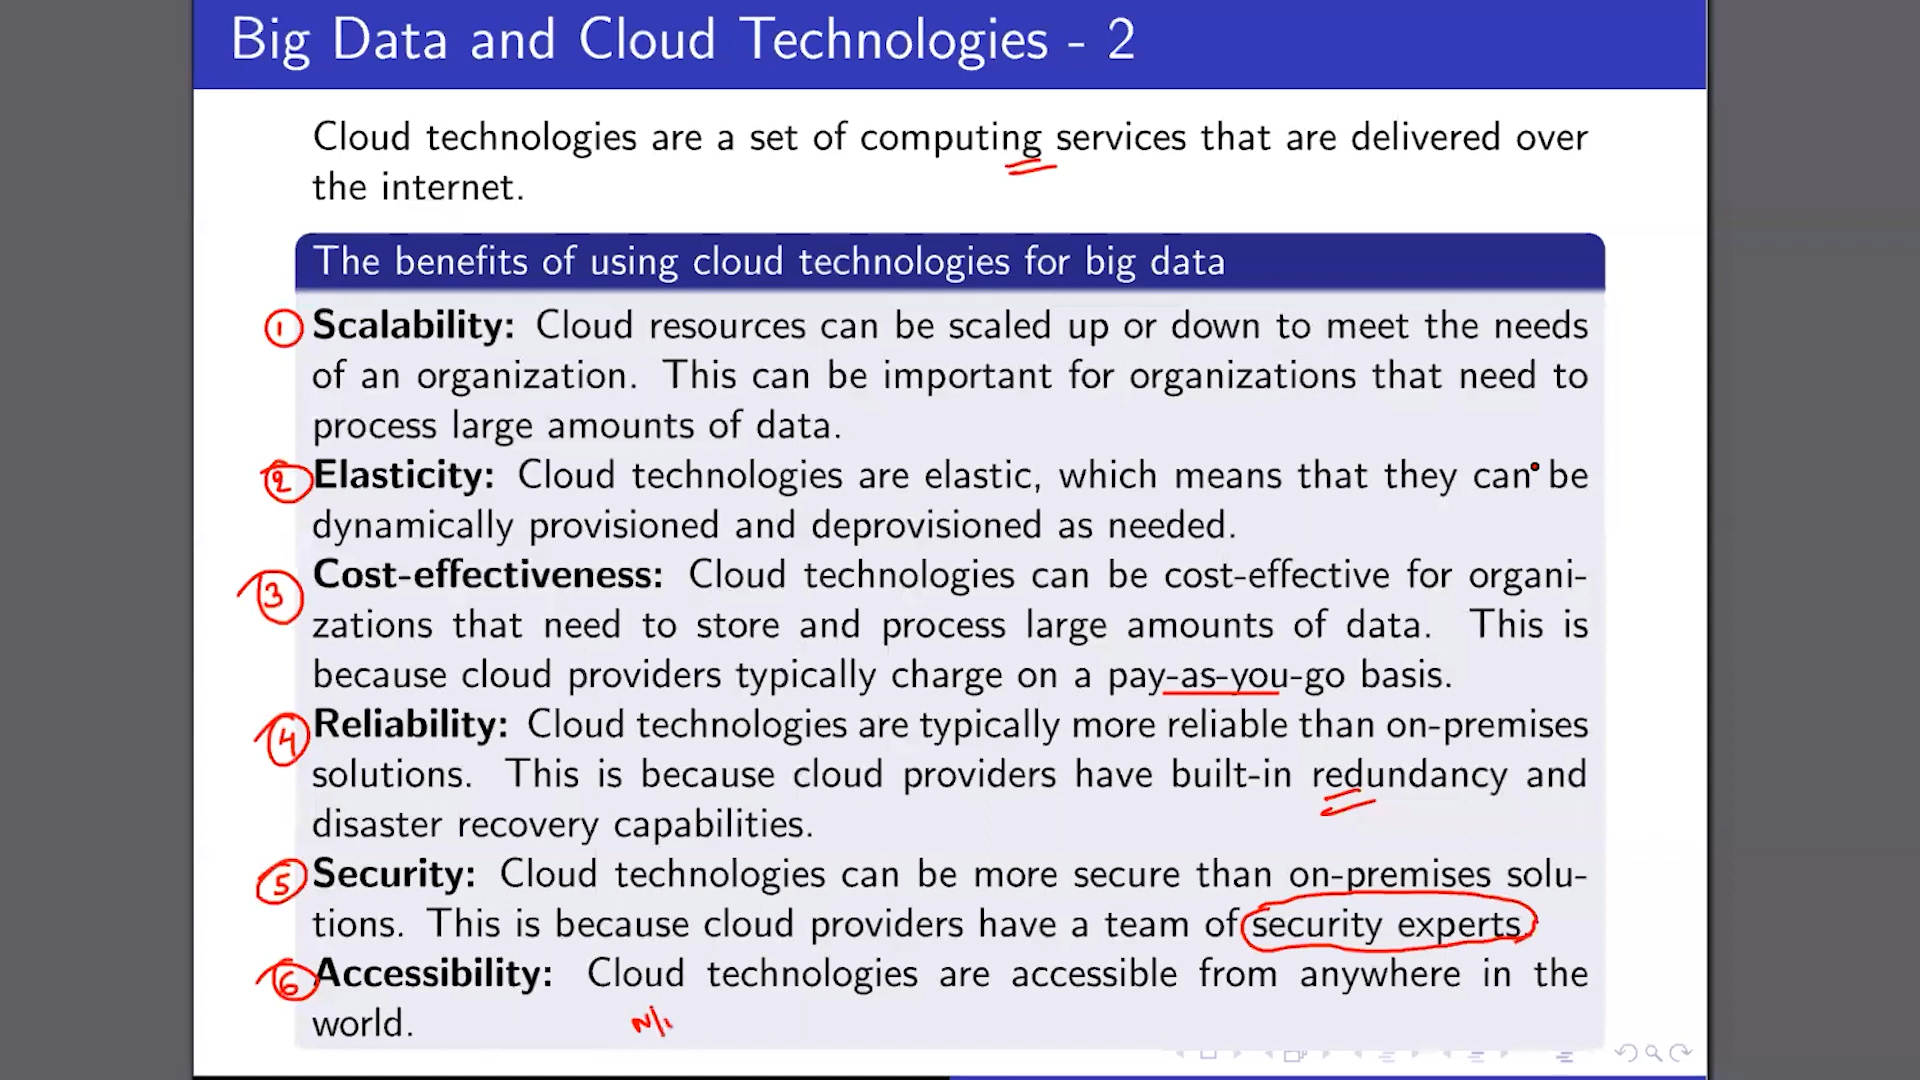 Big Data and Cloud Technologies - 2
Cloud technologies are a set of computing services that are delivered over
the internet.
The benefits of using cloud technologies for big data
1 Scalability: Cloud resources can be scaled up or down to meet the needs
of an organization. This can be important for organizations that need to
process large amounts of data.
2 Elasticity: Cloud technologies are elastic, which means that they can be
dynamically provisioned and deprovisioned as needed.
3 Cost-effectiveness: Cloud technologies can be cost-effective for organi-
zations that need to store and process large amounts of data. This is
because cloud providers typically charge on a pay-as-you-go basis.
4 Reliability: Cloud technologies are typically more reliable than on-premises
solutions. This is because cloud providers have built-in redundancy and
disaster recovery capabilities.
5 Security: Cloud technologies can be more secure than on-premises solu-
tions. This is because cloud providers have a team of security experts.
6 Accessibility: Cloud technologies are accessible from anywhere in the
world.